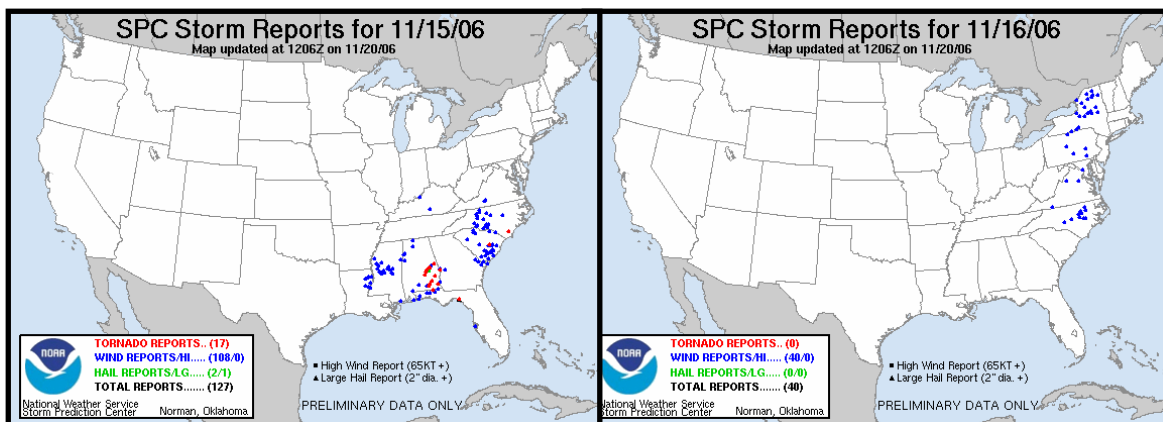 SPC Storm Reports for 11/15/06
Map updated at 1206Z on 11/20/06
TORNADO REPORTS.. (17)
WIND REPORTS/HI..... (108/0)
HAIL REPORTS/LG..... (2/1)
TOTAL REPORTS....... (127)
NOAA
National Weather Service
Storm Prediction Center Norman, Oklahoma
■ High Wind Report (65KT +)
▲ Large Hail Report (2" dia. +)
PRELIMINARY DATA ONLY
SPC Storm Reports for 11/16/06
Map updated at 1206Z on 11/20/06
TORNADO REPORTS.. (0)
WIND REPORTS/HI..... (40/0)
HAIL REPORTS/LG..... (0/0)
TOTAL REPORTS....... (40)
NOAA
National Weather Service
Storm Prediction Center Norman, Oklahoma
■ High Wind Report (65KT +)
▲ Large Hail Report (2" dia. +)
PRELIMINARY DATA ONLY